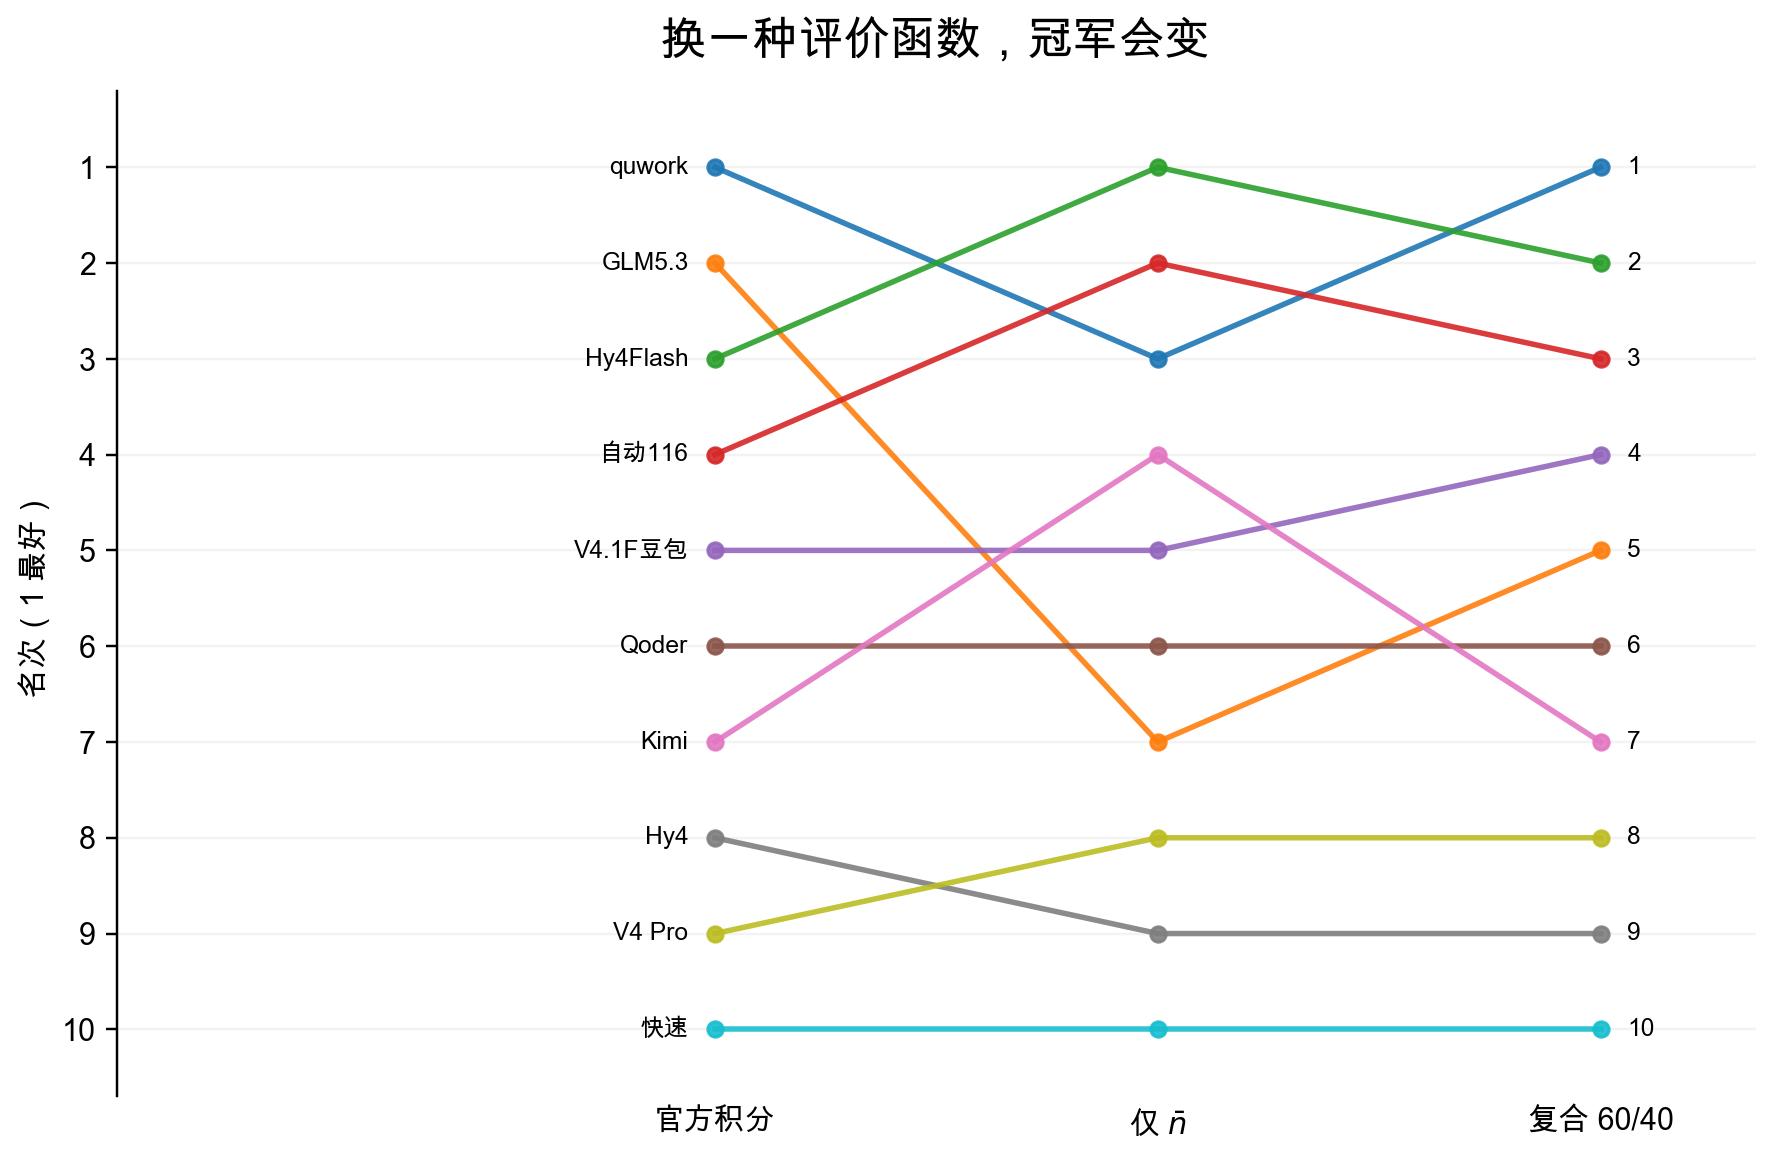 换一种评价函数，冠军会变
名次（1 最好）
1
2
3
4
5
6
7
8
9
10
quwork
GLM5.3
Hy4Flash
自动116
V4.1F豆包
Qoder
Kimi
Hy4
V4 Pro
快速
1
2
3
4
5
6
7
8
9
10
官方积分
仅 n̄
复合 60/40